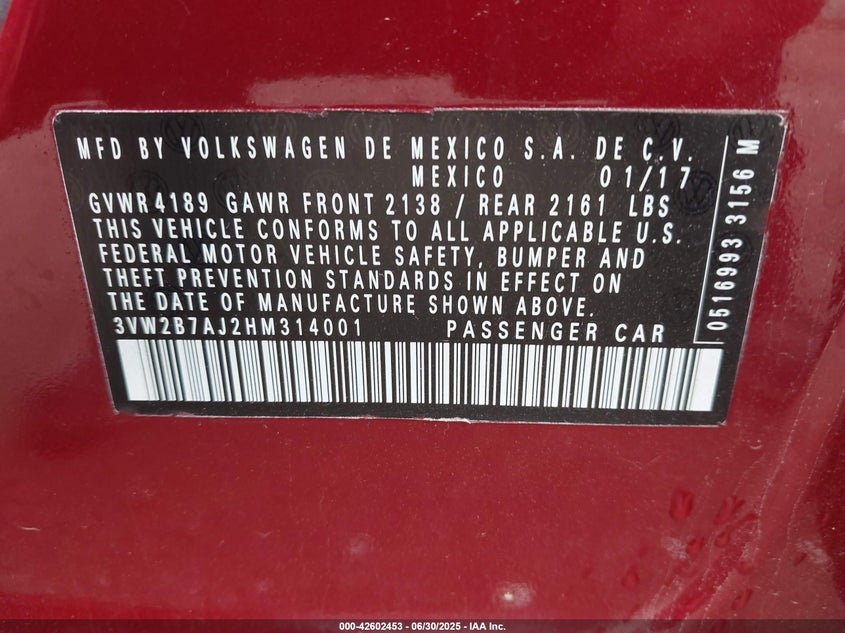 MFD BY VOLKSWAGEN DE MEXICO S.A. DE C.V.
MEXICO 01/17
GVWR 4189 GAWR FRONT 2138 / REAR 2161 LBS
THIS VEHICLE CONFORMS TO ALL APPLICABLE U.S.
FEDERAL MOTOR VEHICLE SAFETY, BUMPER AND
THEFT PREVENTION STANDARDS IN EFFECT ON
THE DATE OF MANUFACTURE SHOWN ABOVE.
3VW2B7AJ2HM314001 PASSENGER CAR
0516993 3156 M
000-42602453 - 06/30/2025 - IAA Inc.